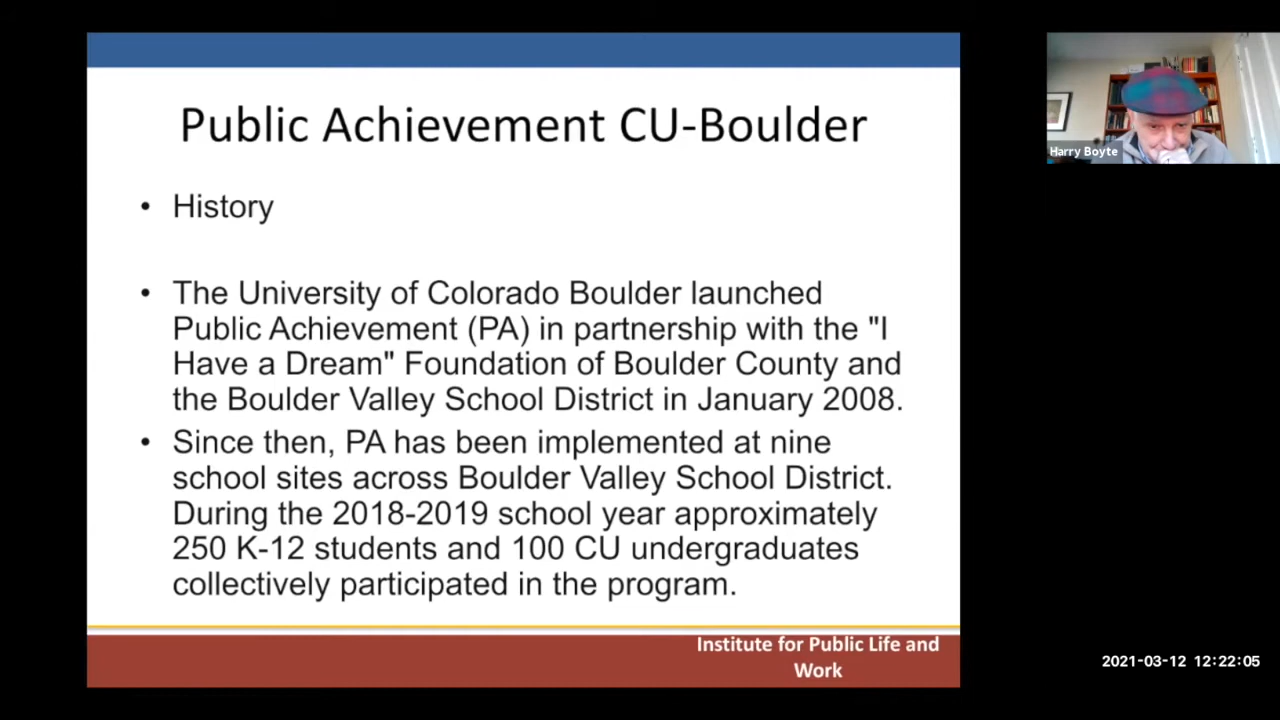 Public Achievement CU-Boulder
• History
• The University of Colorado Boulder launched
Public Achievement (PA) in partnership with the "I
Have a Dream" Foundation of Boulder County and
the Boulder Valley School District in January 2008.
• Since then, PA has been implemented at nine
school sites across Boulder Valley School District.
During the 2018-2019 school year approximately
250 K-12 students and 100 CU undergraduates
collectively participated in the program.
Institute for Public Life and
Work
Harry Boyte
2021-03-12 12:22:05